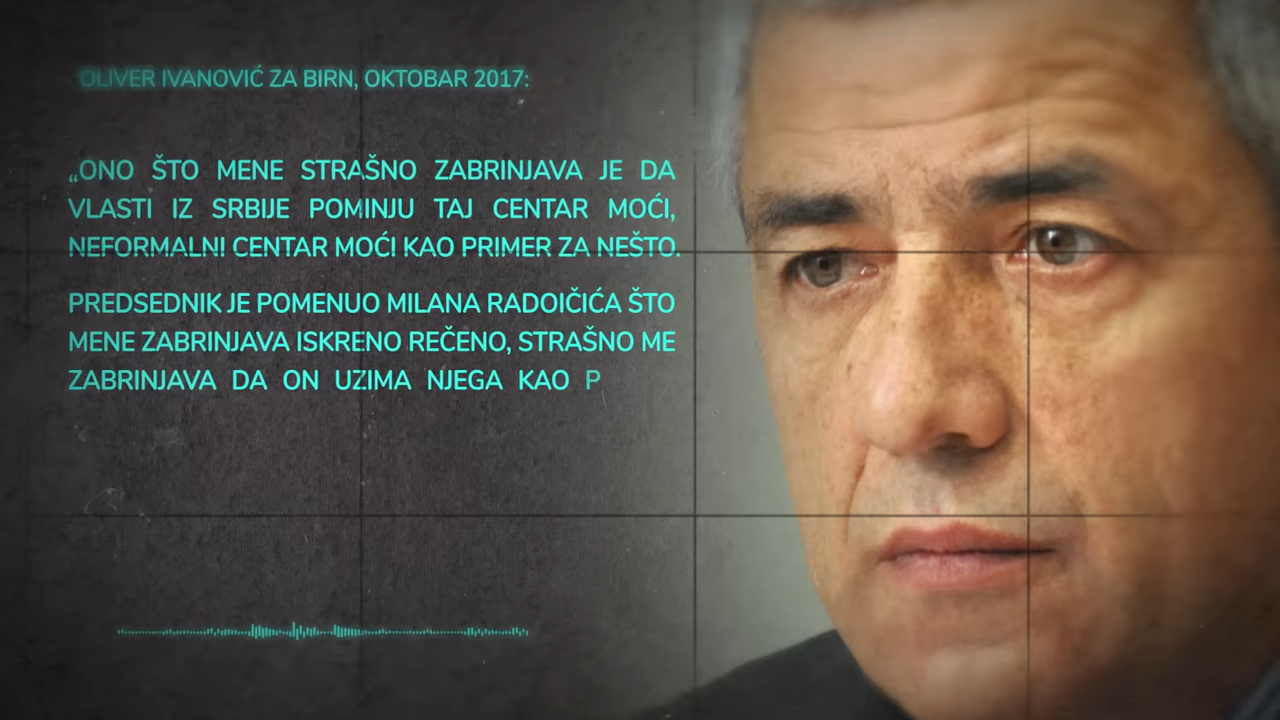 OLIVER IVANOVIĆ ZA BIRN, OKTOBAR 2017:
„ONO ŠTO MENE STRAŠNO ZABRINJAVA JE DA
VLASTI IZ SRBIJE POMINJU TAJ CENTAR MOĆI,
NEFORMALNI CENTAR MOĆI KAO PRIMER ZA NEŠTO.
PREDSEDNIK JE POMENUO MILANA RADOIČIĆA ŠTO
MENE ZABRINJAVA ISKRENO REČENO, STRAŠNO ME
ZABRINJAVA DA ON UZIMA NJEGA KAO P